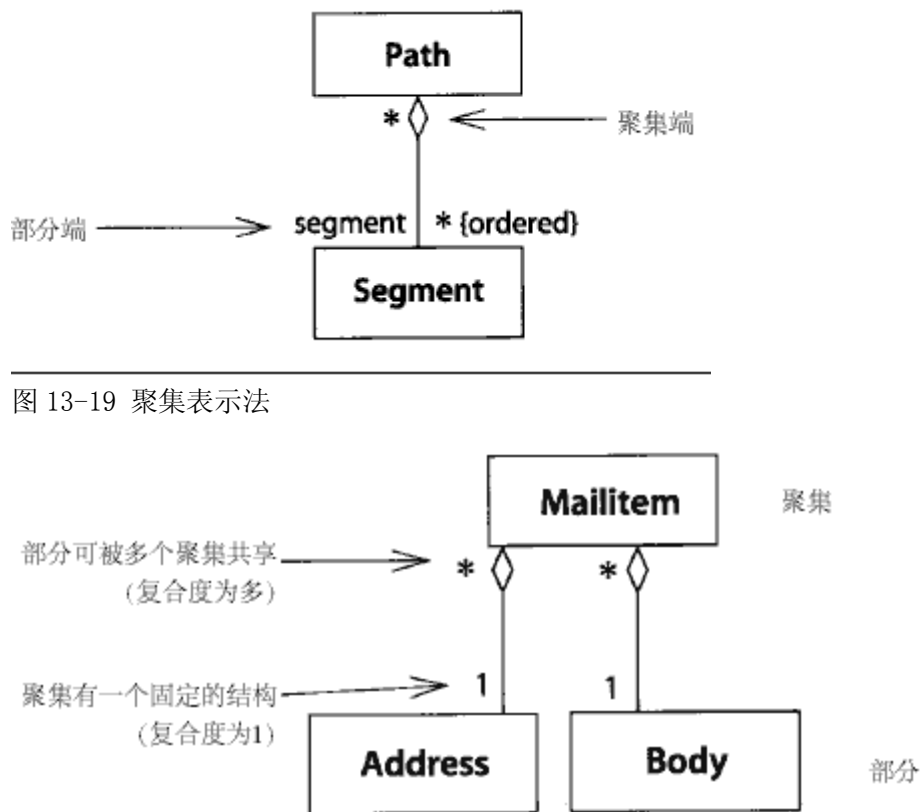 Path
*
聚集端
部分端
segment
* {ordered}
Segment
图 13-19 聚集表示法
Mailitem
聚集
部分可被多个聚集共享
(复合度为多)
*
*
聚集有一个固定的结构
(复合度为1)
1
1
Address
Body
部分